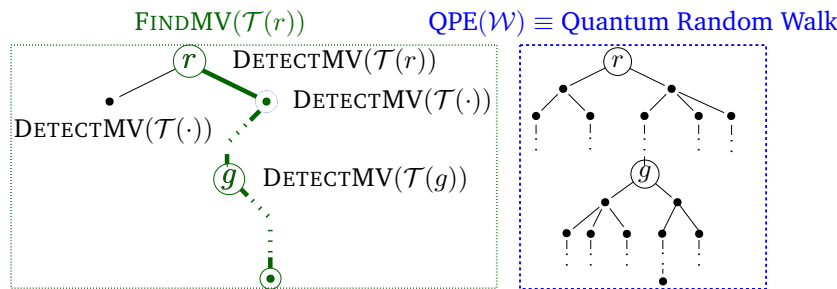 FINDMV(𝒯(r))
QPE(𝒲) ≡ Quantum Random Walk
r
DETECTMV(𝒯(r))
r
DETECTMV(𝒯(·))
DETECTMV(𝒯(·))
g
DETECTMV(𝒯(g))
g